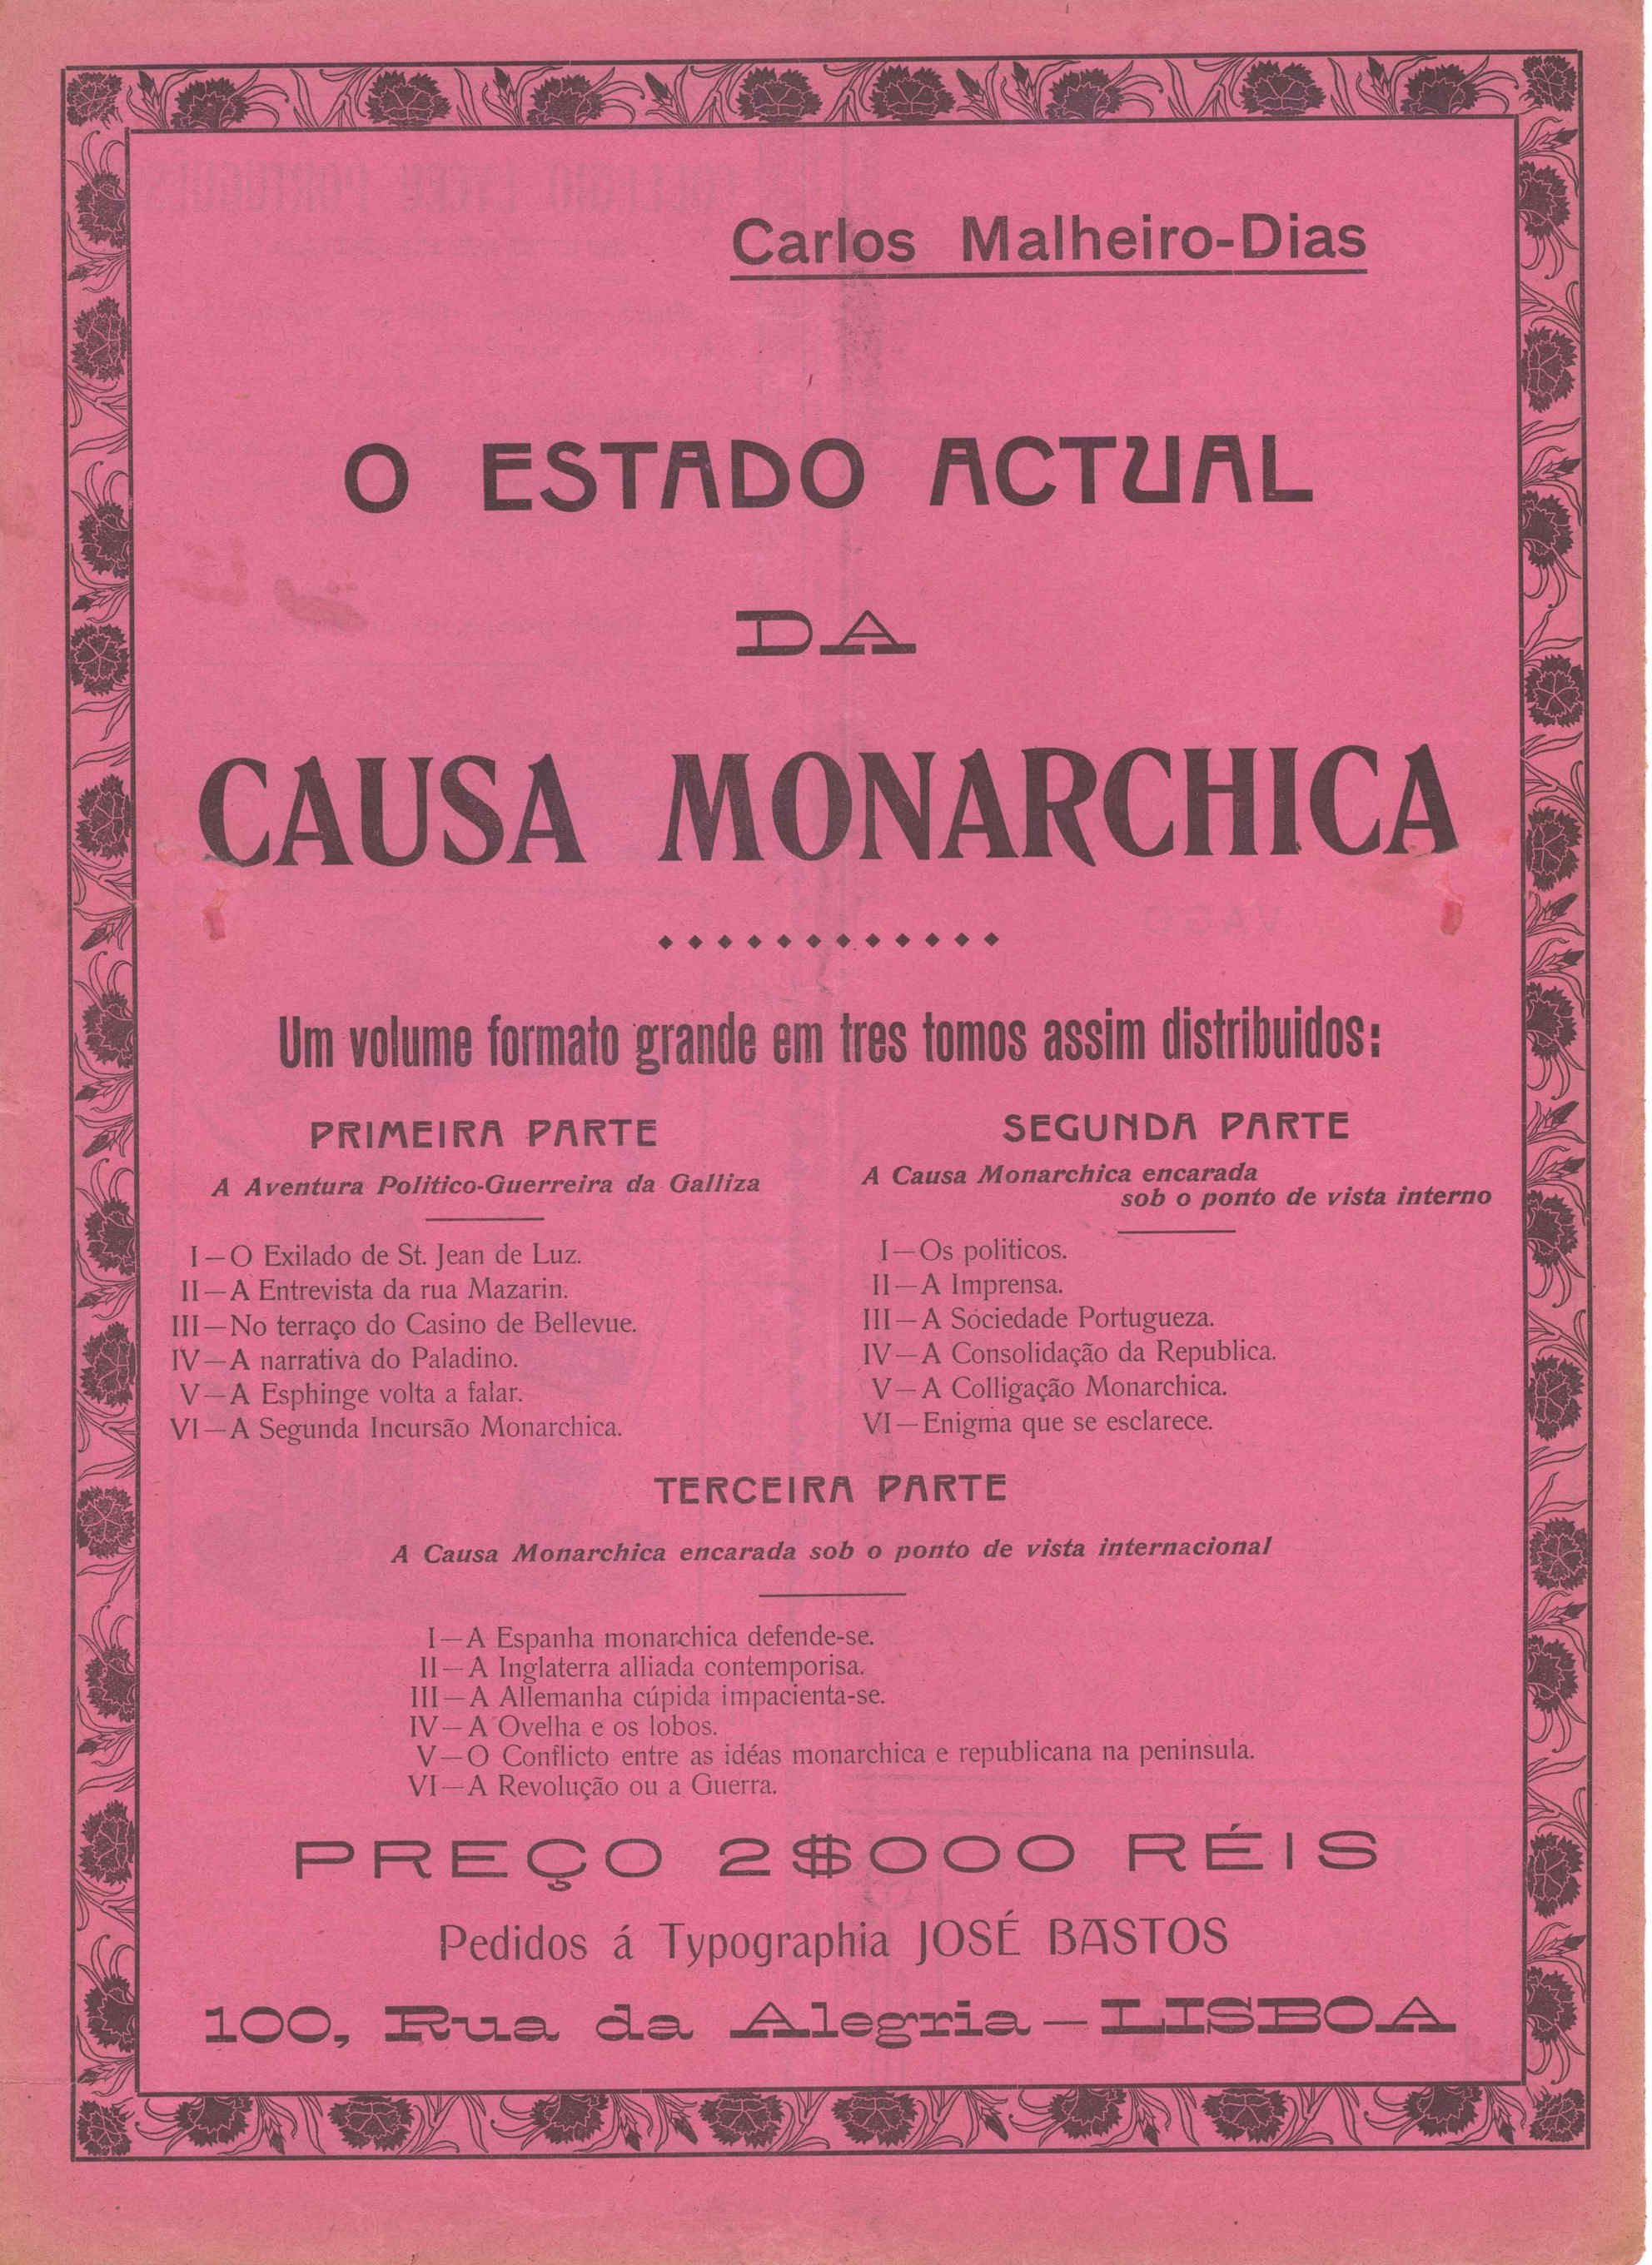 Carlos Malheiro-Dias
O ESTADO ACTUAL
DA
CAUSA MONARCHICA
Um volume formato grande em tres tomos assim distribuidos:
PRIMEIRA PARTE
A Aventura Politico-Guerreira da Galliza
I—O Exilado de St. Jean de Luz.
II—A Entrevista da rua Mazarin.
III—No terraço do Casino de Bellevue.
IV—A narrativa do Paladino.
V—A Esphinge volta a falar.
VI—A Segunda Incursão Monarchica.
SEGUNDA PARTE
A Causa Monarchica encarada
sob o ponto de vista interno
I—Os politicos.
II—A Imprensa.
III—A Sociedade Portugueza.
IV—A Consolidação da Republica.
V—A Colligação Monarchica.
VI—Enigma que se esclarece.
TERCEIRA PARTE
A Causa Monarchica encarada sob o ponto de vista internacional
I—A Espanha monarchica defende-se.
II—A Inglaterra alliada contemporisa.
III—A Allemanha cúpida impacienta-se.
IV—A Ovelha e os lobos.
V—O Conflicto entre as idéas monarchica e republicana na peninsula.
VI—A Revolução ou a Guerra.
PREÇO 2$000 RÉIS
Pedidos á Typographia JOSÉ BASTOS
100, Rua da Alegria—LISBOA